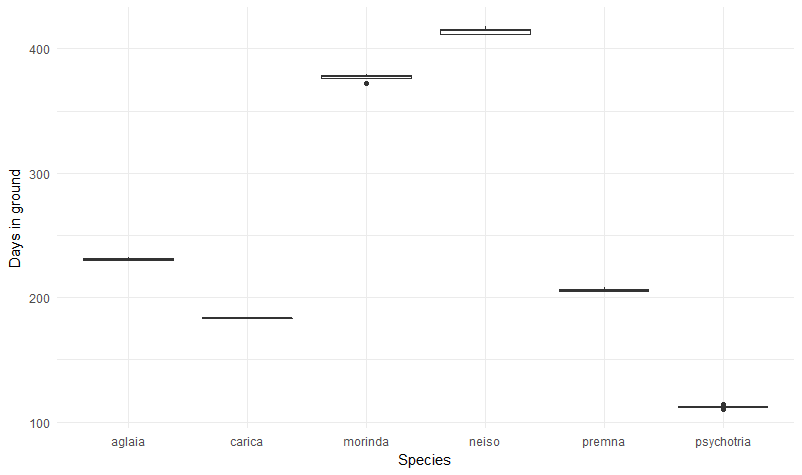 Days in ground
400
300
200
100
aglaia carica morinda neiso premna psychotria
Species